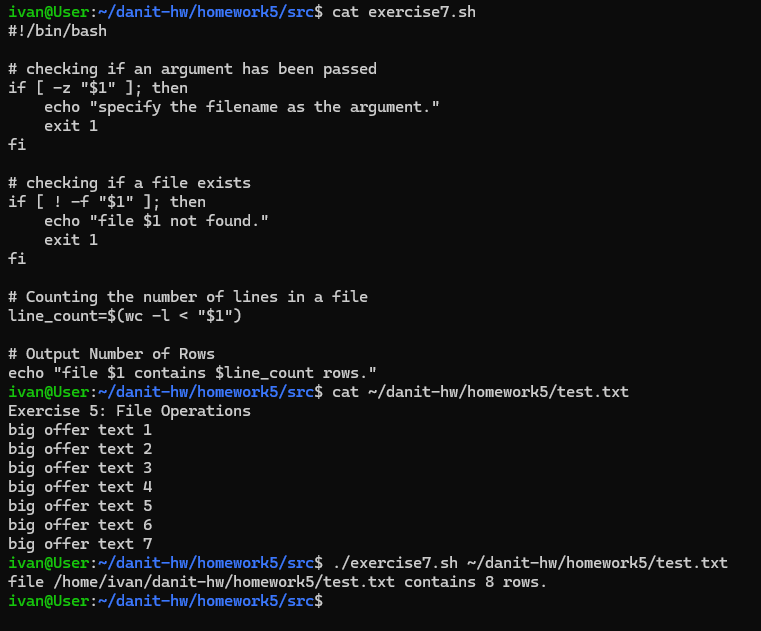 ivan@User:~/danit-hw/homework5/src$ cat exercise7.sh
#!/bin/bash

# checking if an argument has been passed
if [ -z "$1" ]; then
    echo "specify the filename as the argument."
    exit 1
fi

# checking if a file exists
if [ ! -f "$1" ]; then
    echo "file $1 not found."
    exit 1
fi

# Counting the number of lines in a file
line_count=$(wc -l < "$1")

# Output Number of Rows
echo "file $1 contains $line_count rows."
ivan@User:~/danit-hw/homework5/src$ cat ~/danit-hw/homework5/test.txt
Exercise 5: File Operations
big offer text 1
big offer text 2
big offer text 3
big offer text 4
big offer text 5
big offer text 6
big offer text 7
ivan@User:~/danit-hw/homework5/src$ ./exercise7.sh ~/danit-hw/homework5/test.txt
file /home/ivan/danit-hw/homework5/test.txt contains 8 rows.
ivan@User:~/danit-hw/homework5/src$